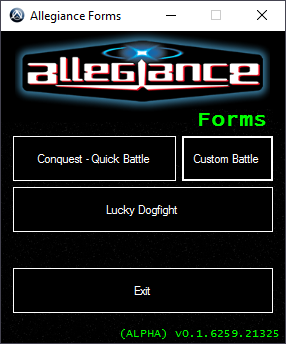 Allegiance Forms
ALLEGIANCE
Forms
Conquest - Quick Battle
Custom Battle
Lucky Dogfight
Exit
(ALPHA) v0.1.6259.21325